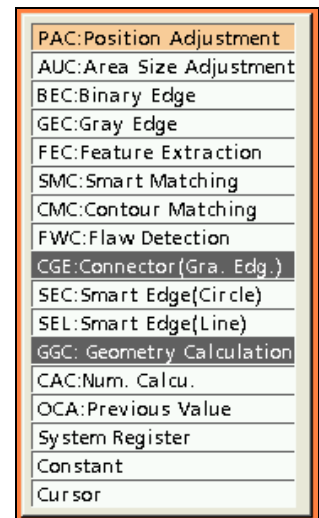 PAC:Position Adjustment
AUC:Area Size Adjustment
BEC:Binary Edge
GEC:Gray Edge
FEC:Feature Extraction
SMC:Smart Matching
CMC:Contour Matching
FWC:Flaw Detection
CGE:Connector(Gra. Edg.)
SEC:Smart Edge(Circle)
SEL:Smart Edge(Line)
GGC: Geometry Calculation
CAC:Num. Calcu.
OCA:Previous Value
System Register
Constant
Cursor